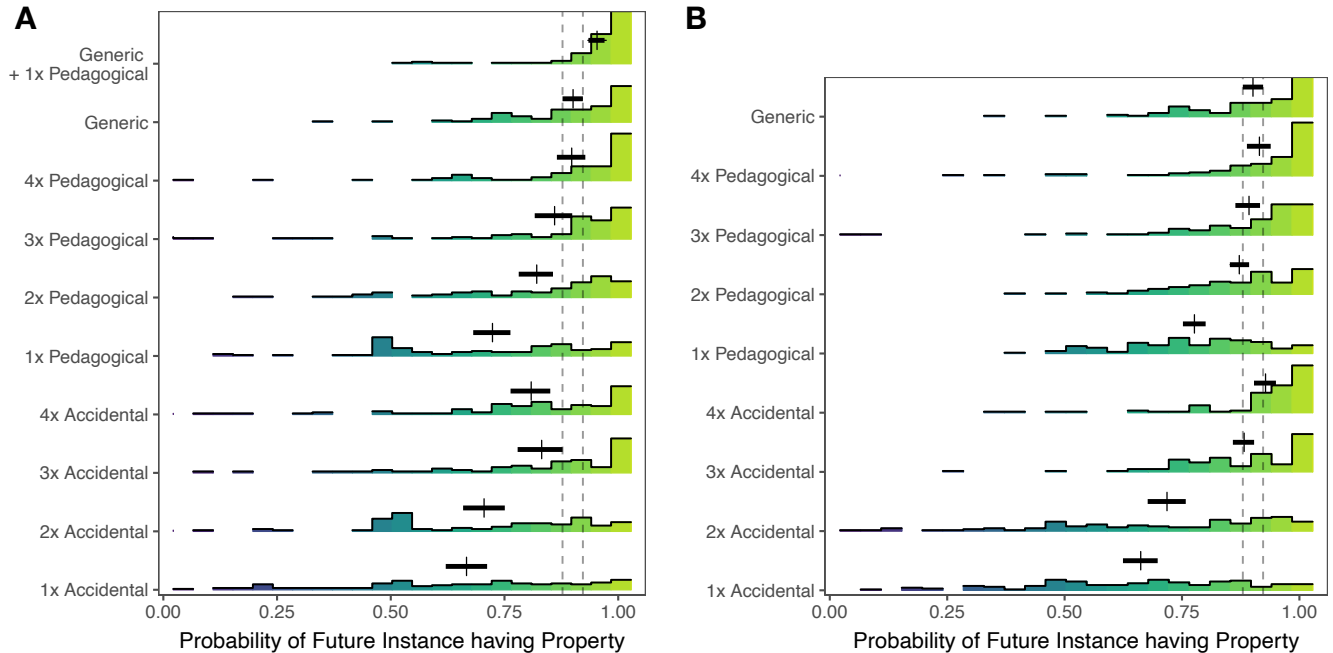 A
Generic
+ 1x Pedagogical
Generic
4x Pedagogical
3x Pedagogical
2x Pedagogical
1x Pedagogical
4x Accidental
3x Accidental
2x Accidental
1x Accidental
0.00 0.25 0.50 0.75 1.00
Probability of Future Instance having Property
B
Generic
4x Pedagogical
3x Pedagogical
2x Pedagogical
1x Pedagogical
4x Accidental
3x Accidental
2x Accidental
1x Accidental
0.00 0.25 0.50 0.75 1.00
Probability of Future Instance having Property